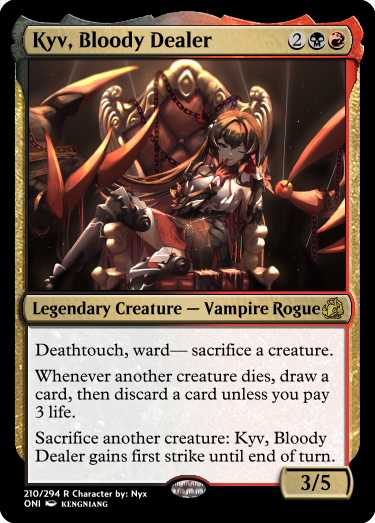 Kyv, Bloody Dealer 2
Legendary Creature — Vampire Rogue
Deathtouch, ward— sacrifice a creature.
Whenever another creature dies, draw a
card, then discard a card unless you pay
3 life.
Sacrifice another creature: Kyv, Bloody
Dealer gains first strike until end of turn.
3/5
210/294 R Character by: Nyx
ONI KENGNIANG